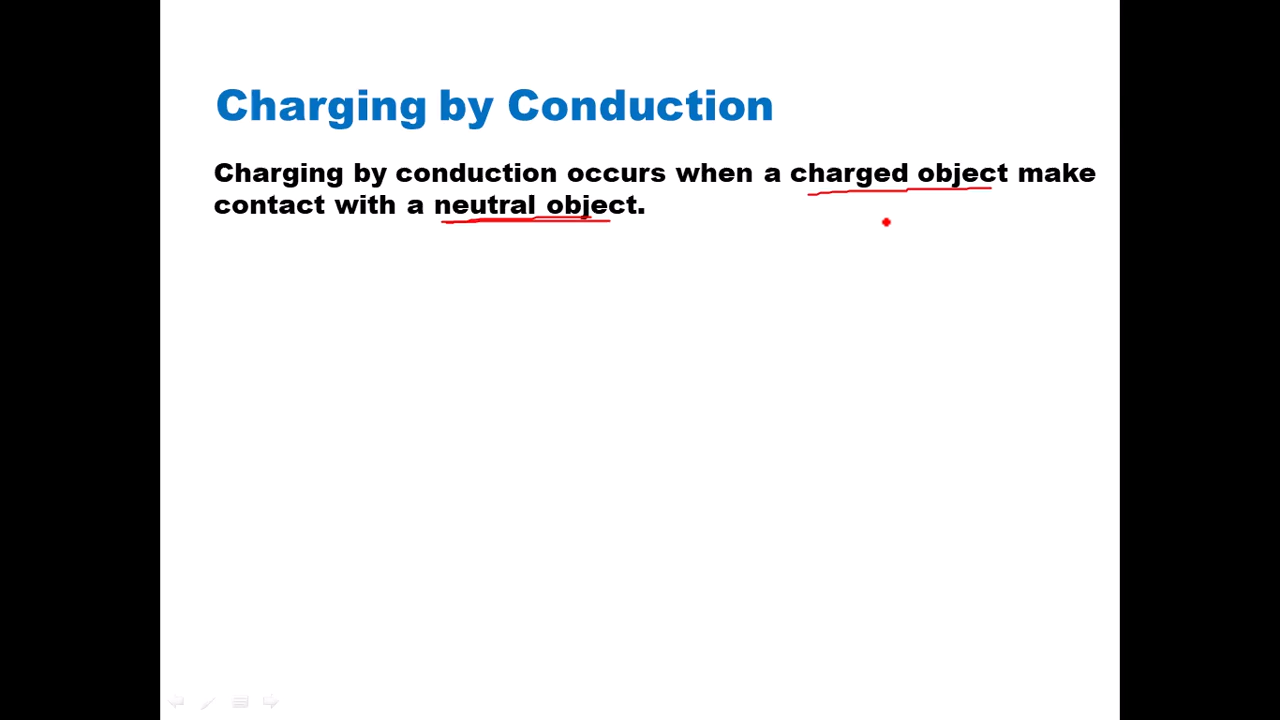 Charging by Conduction
Charging by conduction occurs when a charged object make
contact with a neutral object.